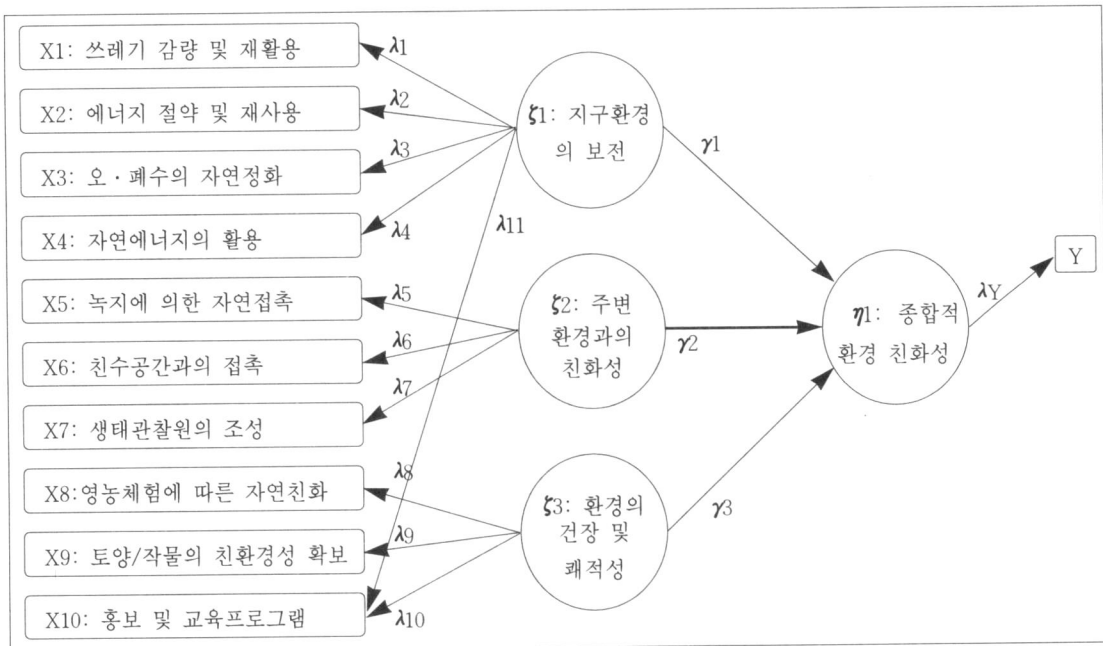 X1: 쓰레기 감량 및 재활용
X2: 에너지 절약 및 재사용
X3: 오·폐수의 자연정화
X4: 자연에너지의 활용
X5: 녹지에 의한 자연접촉
X6: 친수공간과의 접촉
X7: 생태관찰원의 조성
X8:영농체험에 따른 자연친화
X9: 토양/작물의 친환경성 확보
X10: 홍보 및 교육프로그램
λ1
λ2
λ3
λ4
λ11
λ5
λ6
λ7
λ8
λ9
λ10
ζ1: 지구환경
의 보전
ζ2: 주변
환경과의
친화성
ζ3: 환경의
건장 및
쾌적성
γ1
γ2
γ3
η1: 종합적
환경 친화성
λY
Y